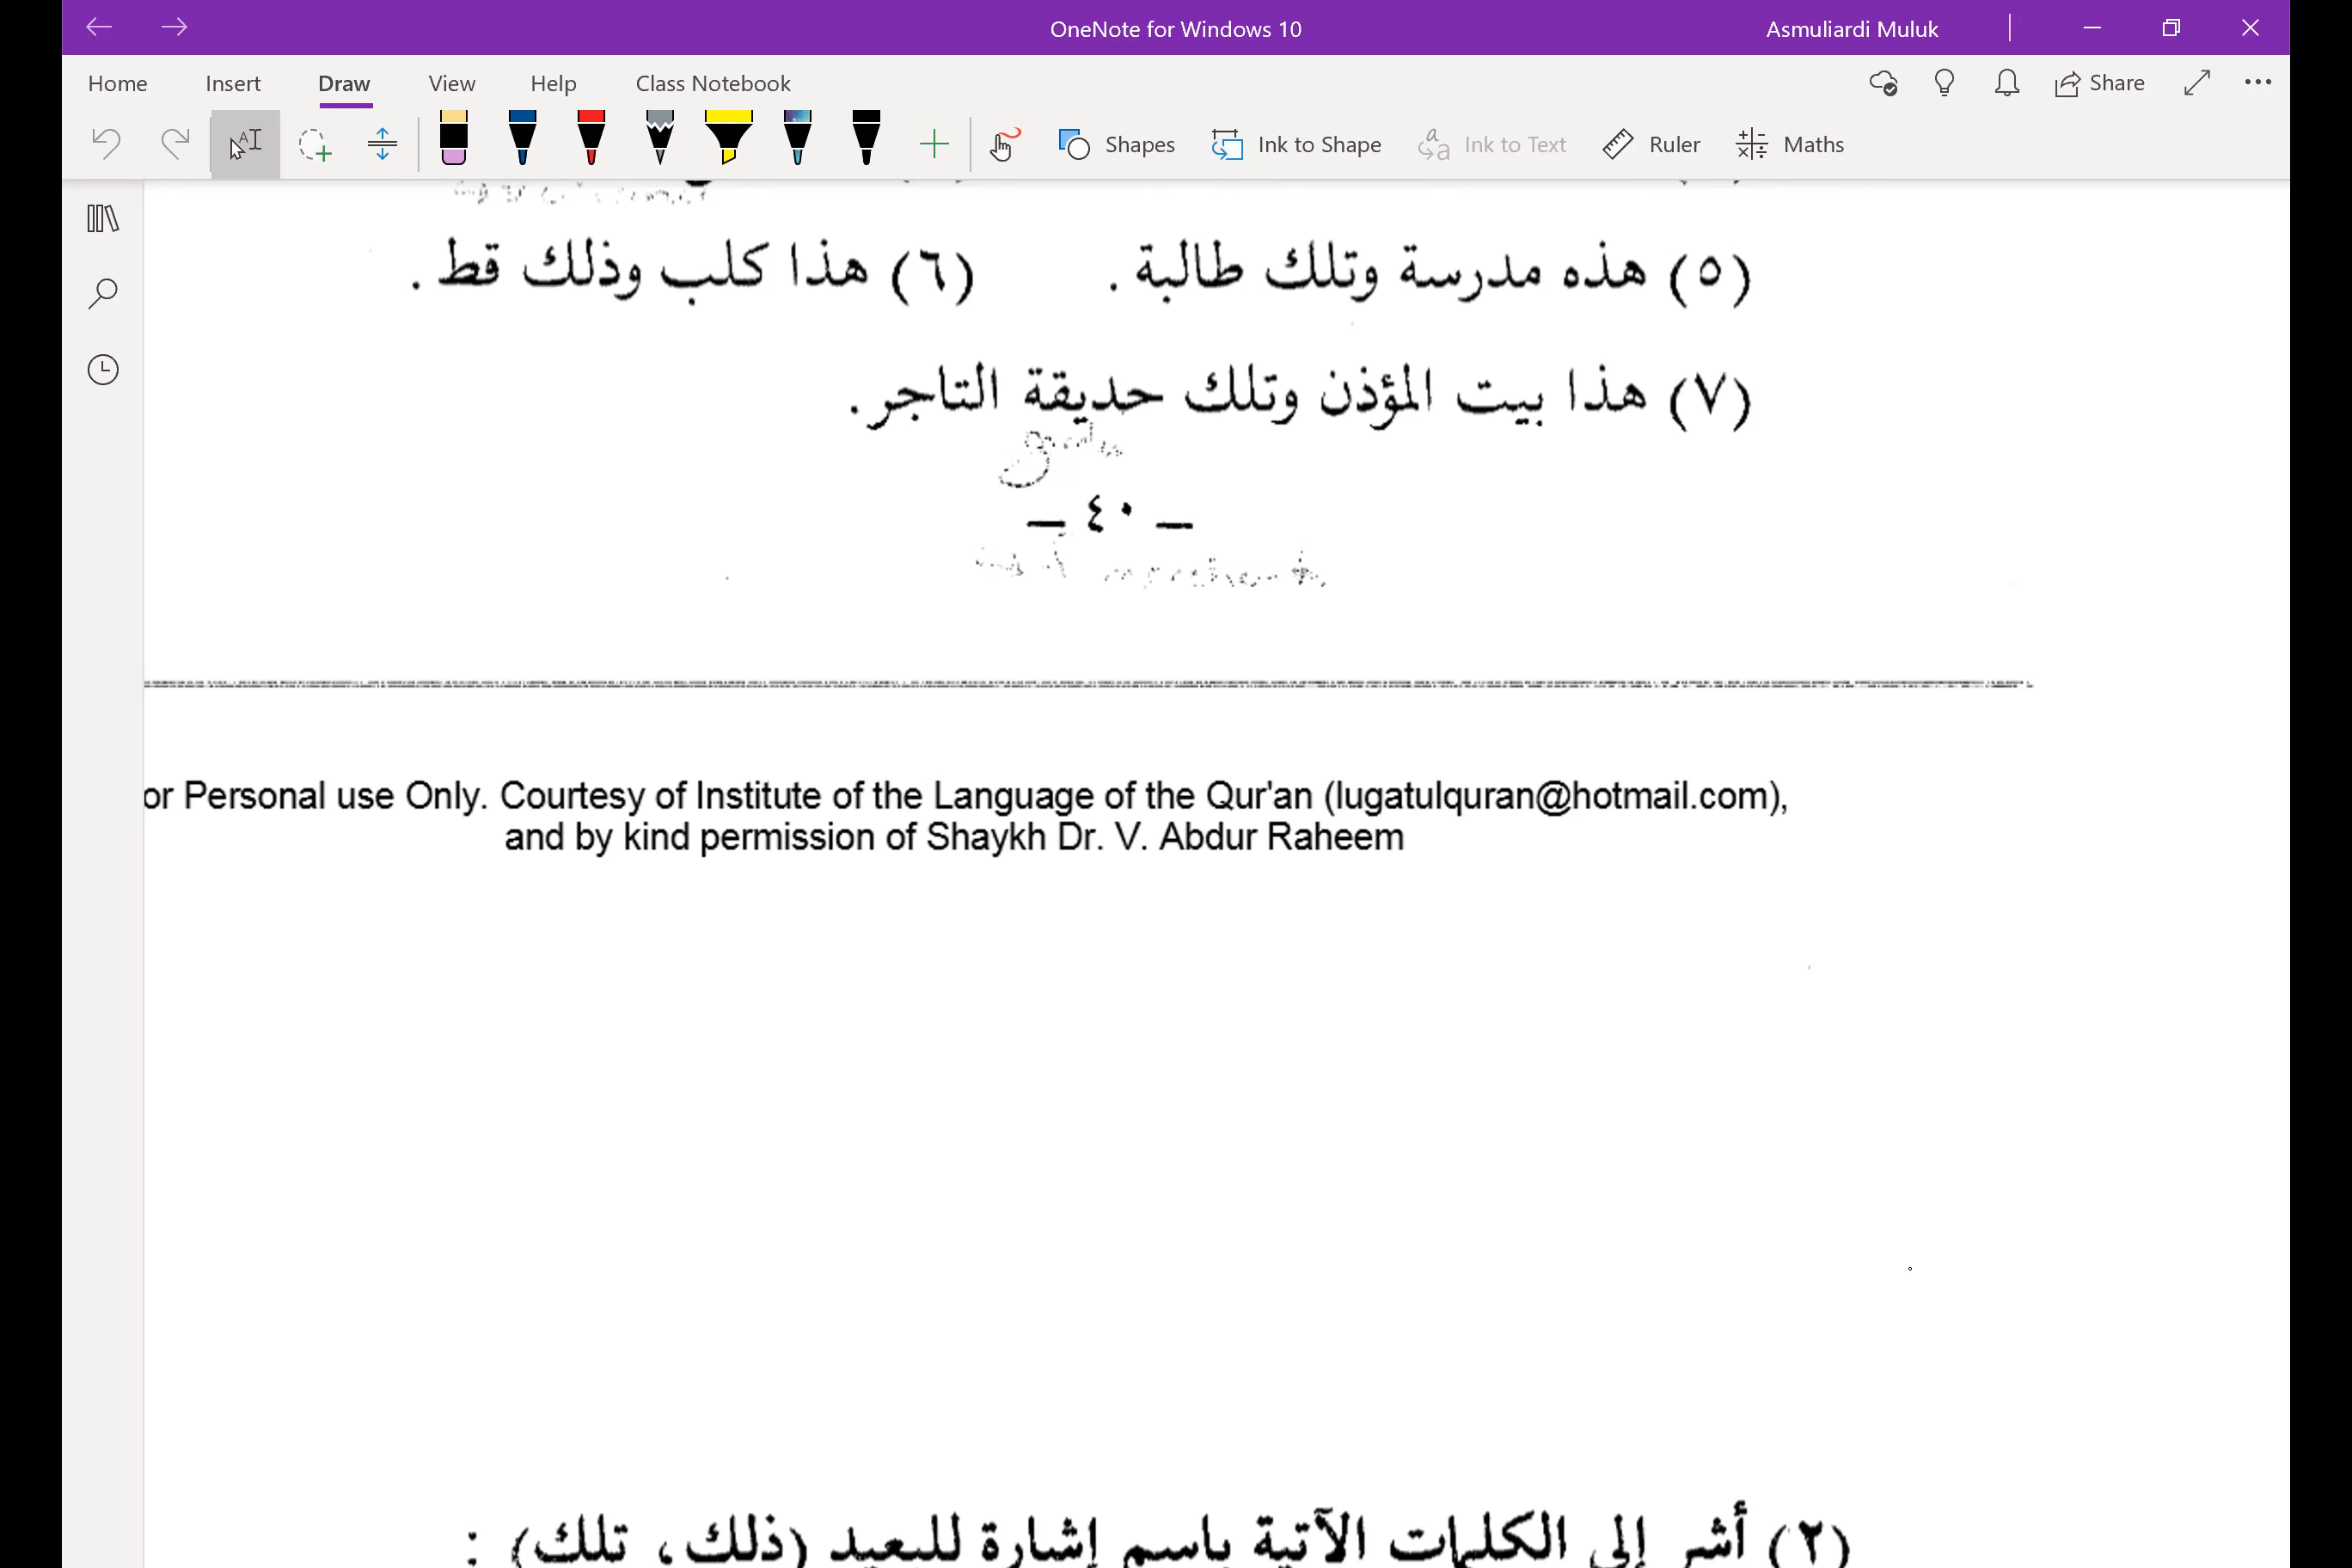 OneNote for Windows 10
Asmuliardi Muluk
Home Insert Draw View Help Class Notebook Share
Shapes Ink to Shape Ink to Text Ruler Maths
(٥) هذه مدرسة وتلك طالبة . (٦) هذا كلب وذلك قط .
(٧) هذا بيت المؤذن وتلك حديقة التاجر.
– ٤٠ –
or Personal use Only. Courtesy of Institute of the Language of the Qur'an (lugatulquran@hotmail.com),
and by kind permission of Shaykh Dr. V. Abdur Raheem
(٢) أشر إلى الكلمات الآتية باسم إشارة للبعيد (ذلك، تلك) :